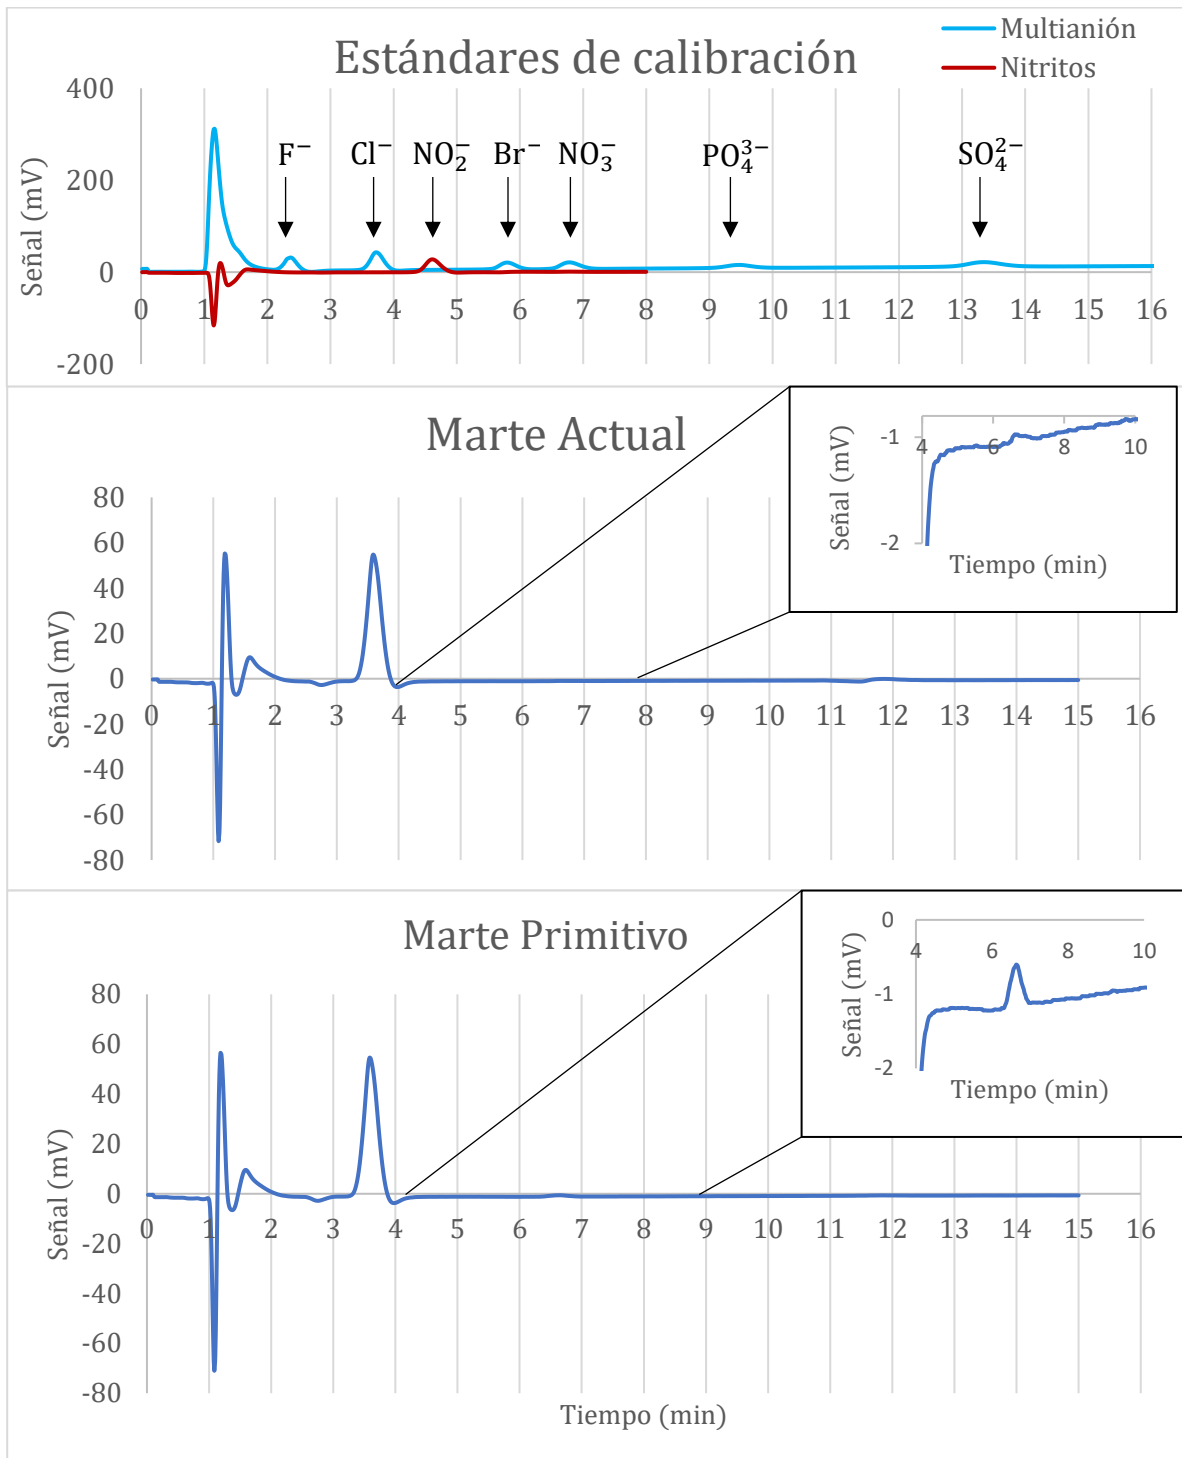 Estándares de calibración
Multianión
Nitritos
Señal (mV)
400
200
0
-200
F⁻
Cl⁻
NO₂⁻
Br⁻
NO₃⁻
PO₄³⁻
SO₄²⁻
0 1 2 3 4 5 6 7 8 9 10 11 12 13 14 15 16
Marte Actual
Señal (mV)
80
60
40
20
0
-20
-40
-60
-80
0 1 2 3 4 5 6 7 8 9 10 11 12 13 14 15 16
Señal (mV)
-1
-2
4 6 8 10
Tiempo (min)
Marte Primitivo
Señal (mV)
80
60
40
20
0
-20
-40
-60
-80
0 1 2 3 4 5 6 7 8 9 10 11 12 13 14 15 16
Tiempo (min)
Señal (mV)
0
-1
-2
4 6 8 10
Tiempo (min)